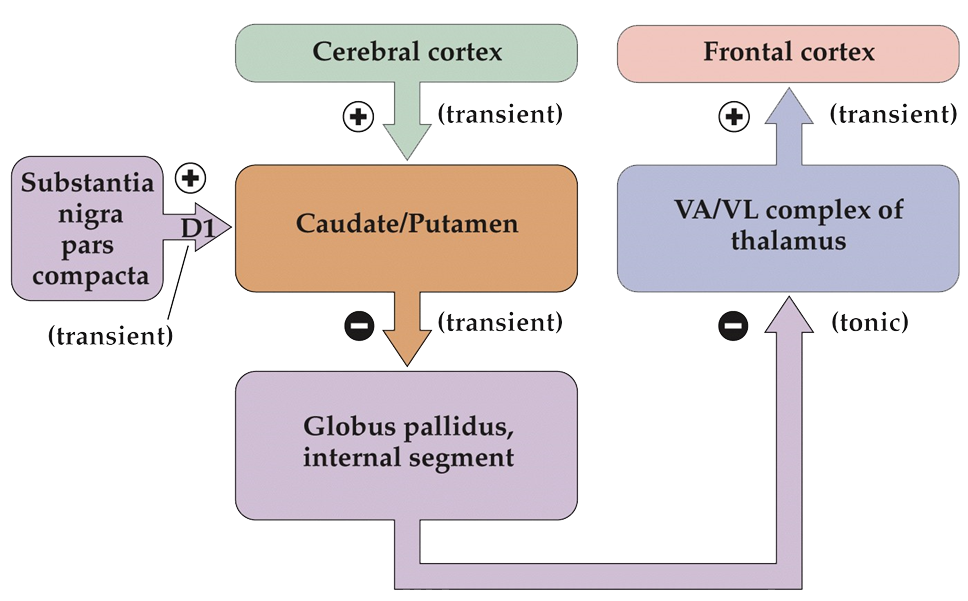 Cerebral cortex
Frontal cortex
+
(transient)
+
(transient)
Substantia
nigra
pars
compacta
+
D1
(transient)
Caudate/Putamen
VA/VL complex of
thalamus
−
(transient)
−
(tonic)
Globus pallidus,
internal segment